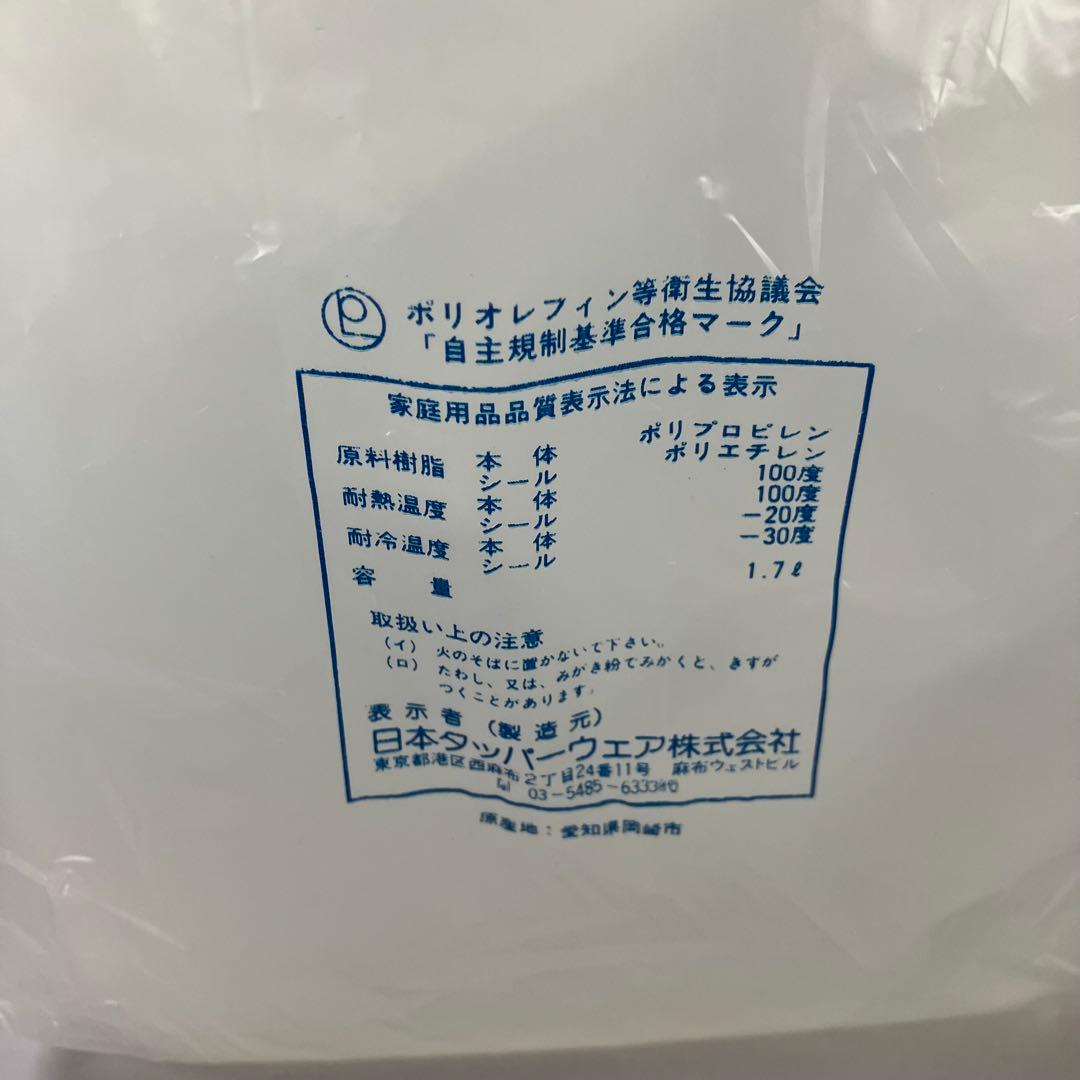 PL ポリオレフィン等衛生協議会
「自主規制基準合格マーク」
家庭用品品質表示法による表示
原料樹脂 本体 ポリプロピレン
シール ポリエチレン
耐熱温度 本体 100度
シール 100度
耐冷温度 本体 −20度
シール −30度
容量 1.7ℓ
取扱い上の注意
(イ) 火のそばに置かないで下さい。
(ロ) たわし、又は、みがき粉でみがくと、きずが
つくことがあります。
表示者(製造元)
日本タッパーウエア株式会社
東京都港区西麻布2丁目24番11号 麻布ウェストビル
Tel 03−5485−6333㈹
原産地:愛知県岡崎市